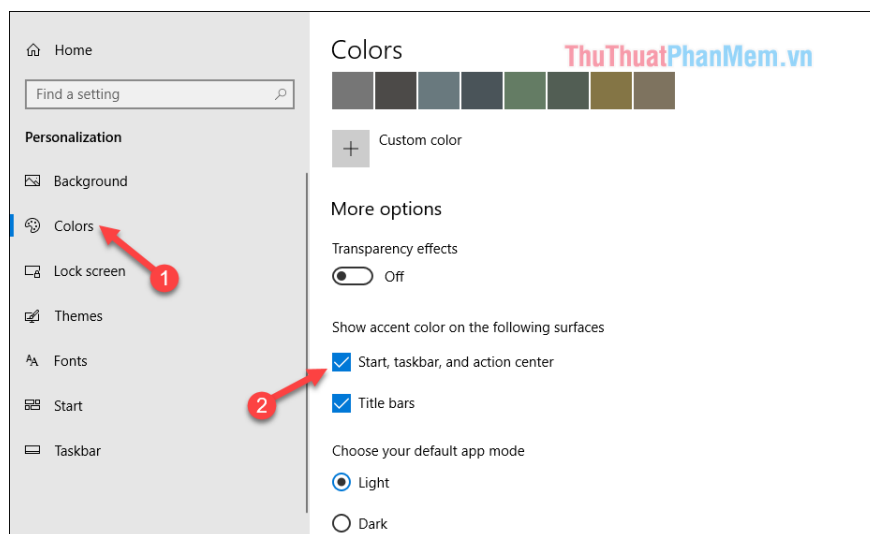 Home
Find a setting
Personalization
Background
Colors
Lock screen
Themes
Fonts
Start
Taskbar
Colors
ThuThuatPhanMem.vn
Custom color
More options
Transparency effects
Off
Show accent color on the following surfaces
Start, taskbar, and action center
Title bars
Choose your default app mode
Light
Dark
1
2